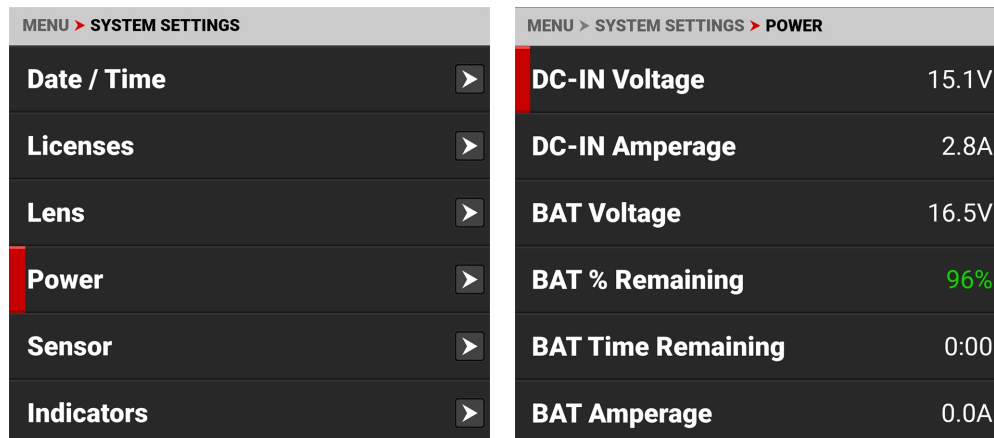 MENU > SYSTEM SETTINGS
Date / Time
Licenses
Lens
Power
Sensor
Indicators
MENU > SYSTEM SETTINGS > POWER
DC-IN Voltage 15.1V
DC-IN Amperage 2.8A
BAT Voltage 16.5V
BAT % Remaining 96%
BAT Time Remaining 0:00
BAT Amperage 0.0A